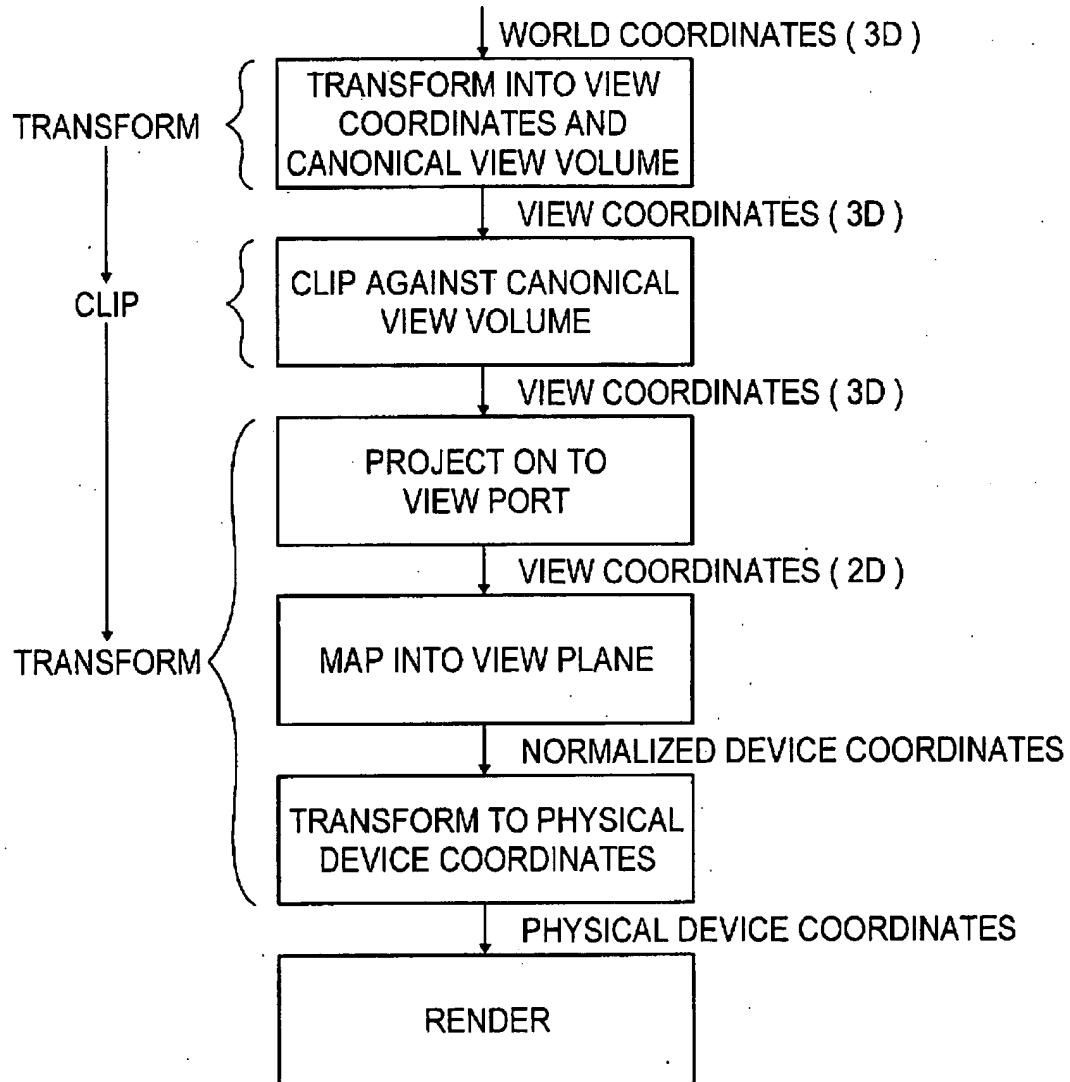 WORLD COORDINATES ( 3D )
TRANSFORM INTO VIEW
COORDINATES AND
CANONICAL VIEW VOLUME
TRANSFORM
VIEW COORDINATES ( 3D )
CLIP AGAINST CANONICAL
VIEW VOLUME
CLIP
VIEW COORDINATES ( 3D )
PROJECT ON TO
VIEW PORT
VIEW COORDINATES ( 2D )
MAP INTO VIEW PLANE
TRANSFORM
NORMALIZED DEVICE COORDINATES
TRANSFORM TO PHYSICAL
DEVICE COORDINATES
PHYSICAL DEVICE COORDINATES
RENDER